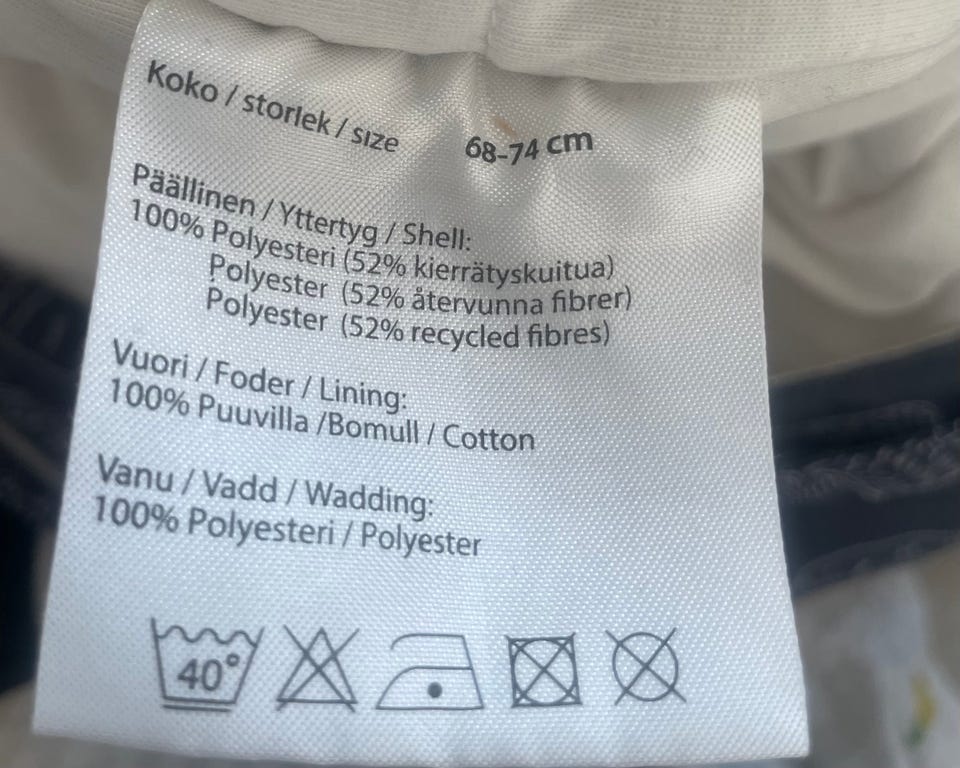 Koko / storlek / size 68-74 cm
Päällinen / Yttertyg / Shell:
100% Polyesteri (52% kierrätyskuitua)
Polyester (52% återvunna fibrer)
Polyester (52% recycled fibres)
Vuori / Foder / Lining:
100% Puuvilla /Bomull / Cotton
Vanu / Vadd / Wadding:
100% Polyesteri / Polyester
40°